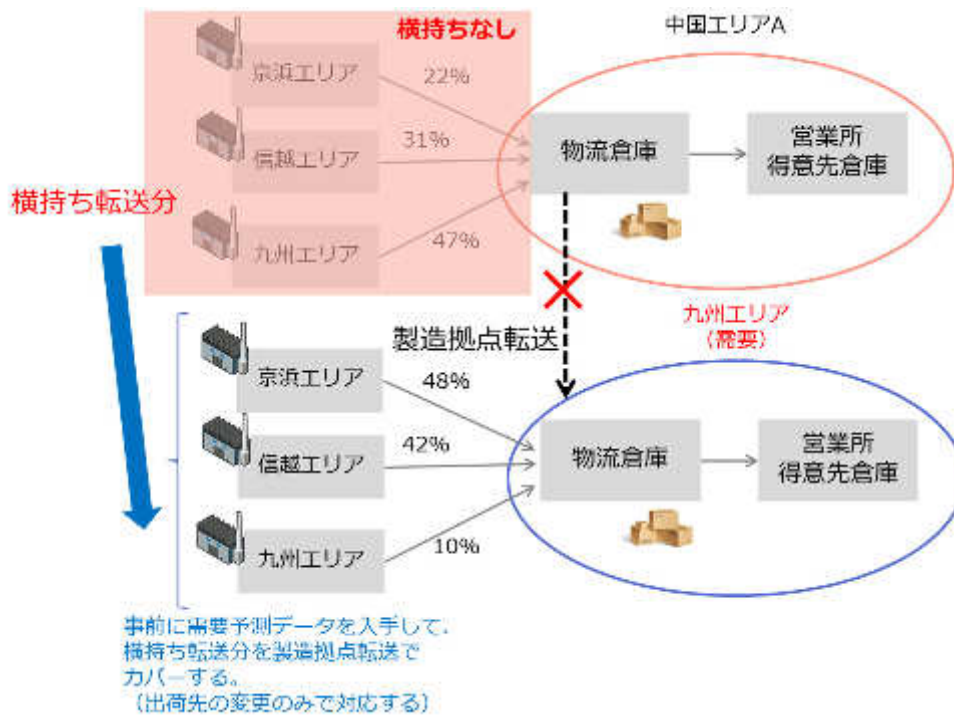 横持ちなし
中国エリアA
京浜エリア
22%
信越エリア
31%
物流倉庫
営業所
得意先倉庫
横持ち転送分
九州エリア
47%
九州エリア
（需要）
製造拠点転送
京浜エリア
48%
信越エリア
42%
物流倉庫
営業所
得意先倉庫
九州エリア
10%
事前に需要予測データを入手して、
横持ち転送分を製造拠点転送で
カバーする。
（出荷先の変更のみで対応する）